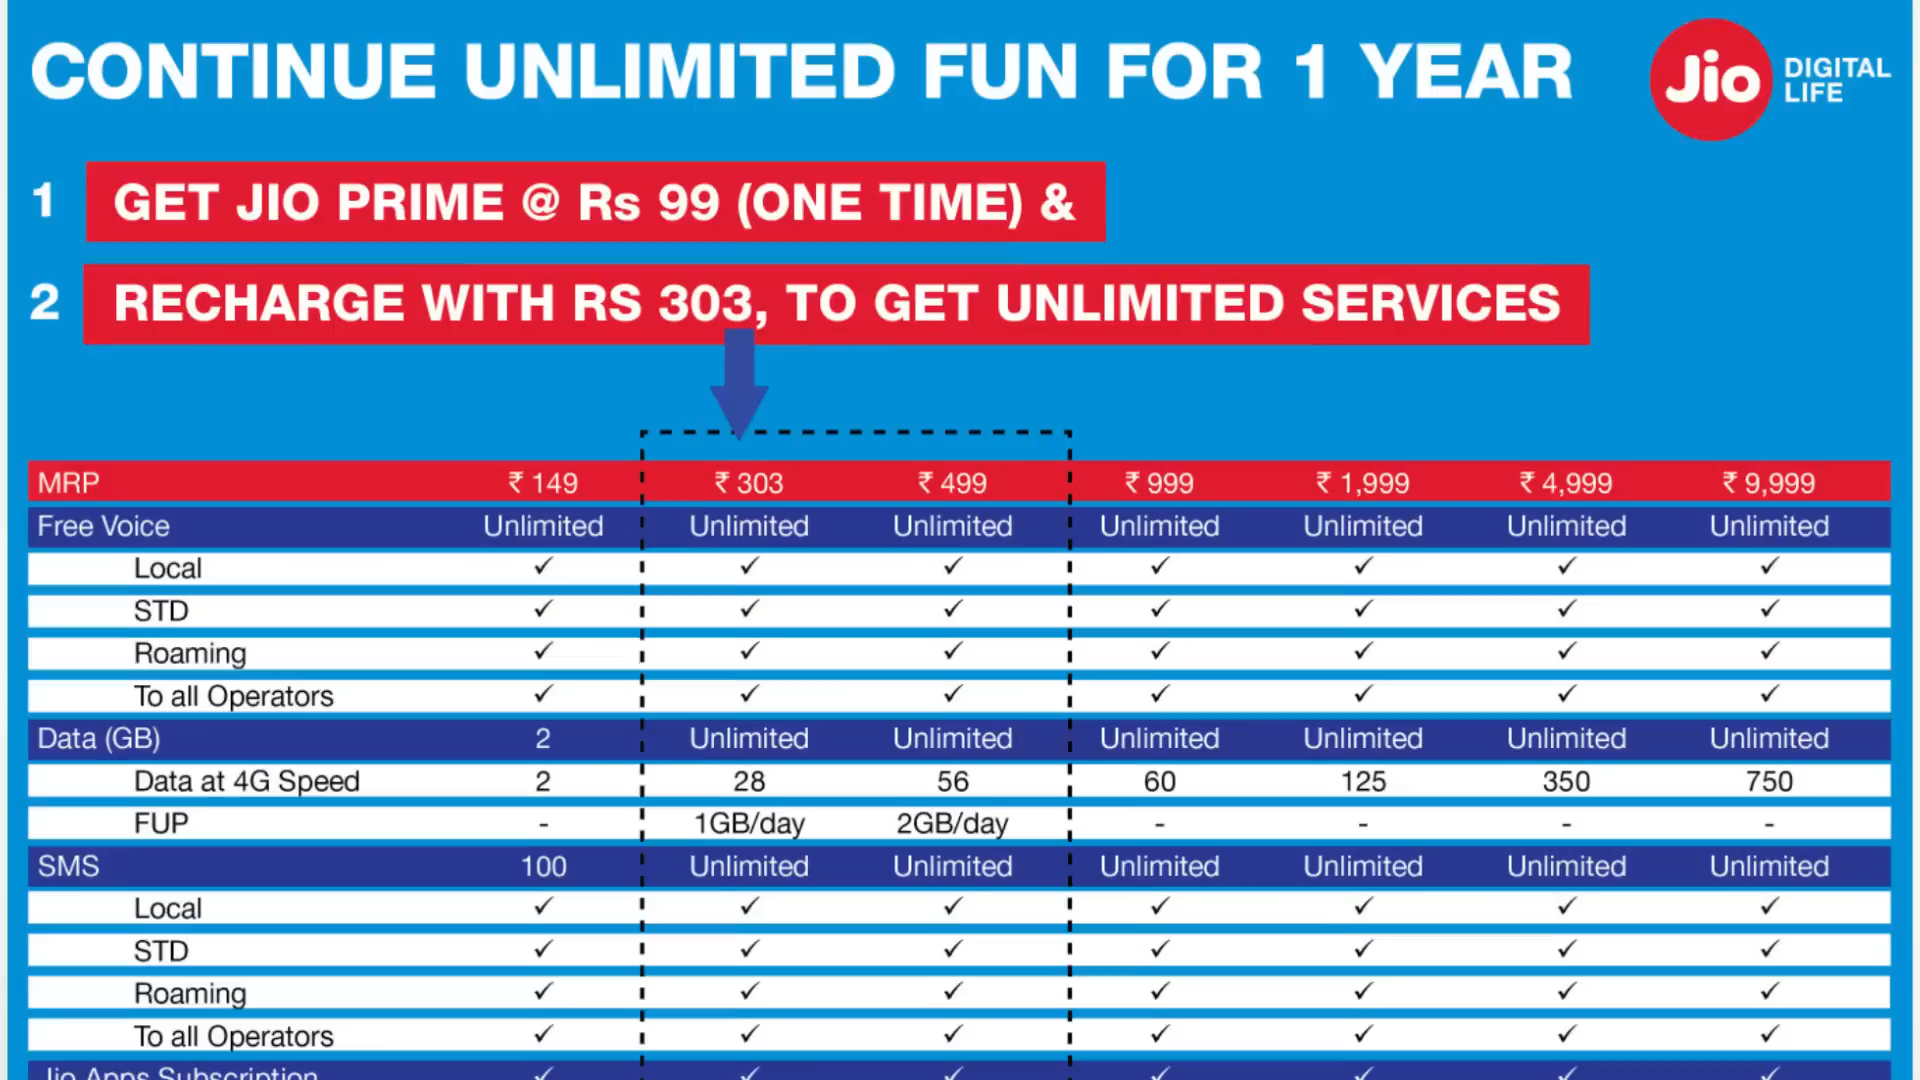 CONTINUE UNLIMITED FUN FOR 1 YEAR
Jio DIGITAL LIFE
1 GET JIO PRIME @ Rs 99 (ONE TIME) &
2 RECHARGE WITH RS 303, TO GET UNLIMITED SERVICES
MRP ₹ 149 ₹ 303 ₹ 499 ₹ 999 ₹ 1,999 ₹ 4,999 ₹ 9,999
Free Voice Unlimited Unlimited Unlimited Unlimited Unlimited Unlimited Unlimited
Local ✓ ✓ ✓ ✓ ✓ ✓ ✓
STD ✓ ✓ ✓ ✓ ✓ ✓ ✓
Roaming ✓ ✓ ✓ ✓ ✓ ✓ ✓
To all Operators ✓ ✓ ✓ ✓ ✓ ✓ ✓
Data (GB) 2 Unlimited Unlimited Unlimited Unlimited Unlimited Unlimited
Data at 4G Speed 2 28 56 60 125 350 750
FUP - 1GB/day 2GB/day - - - -
SMS 100 Unlimited Unlimited Unlimited Unlimited Unlimited Unlimited
Local ✓ ✓ ✓ ✓ ✓ ✓ ✓
STD ✓ ✓ ✓ ✓ ✓ ✓ ✓
Roaming ✓ ✓ ✓ ✓ ✓ ✓ ✓
To all Operators ✓ ✓ ✓ ✓ ✓ ✓ ✓
Jio Apps Subscription ✓ ✓ ✓ ✓ ✓ ✓ ✓